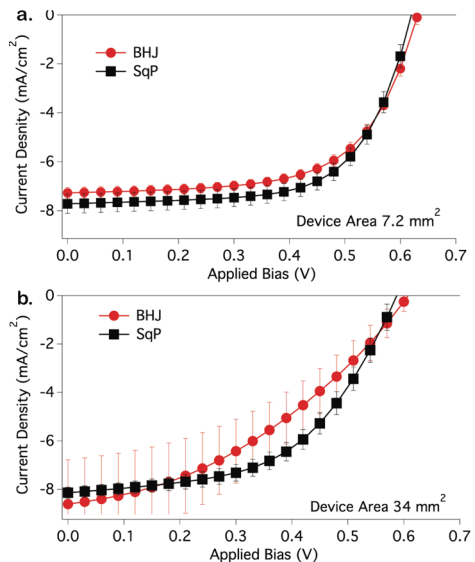 a.
0
-2
-4
-6
-8
Current Desnity (mA/cm²)
BHJ
SqP
Device Area 7.2 mm²
0.0 0.1 0.2 0.3 0.4 0.5 0.6 0.7
Applied Bias (V)
b.
0
-2
-4
-6
-8
Current Density (mA/cm²)
BHJ
SqP
Device Area 34 mm²
0.0 0.1 0.2 0.3 0.4 0.5 0.6 0.7
Applied Bias (V)